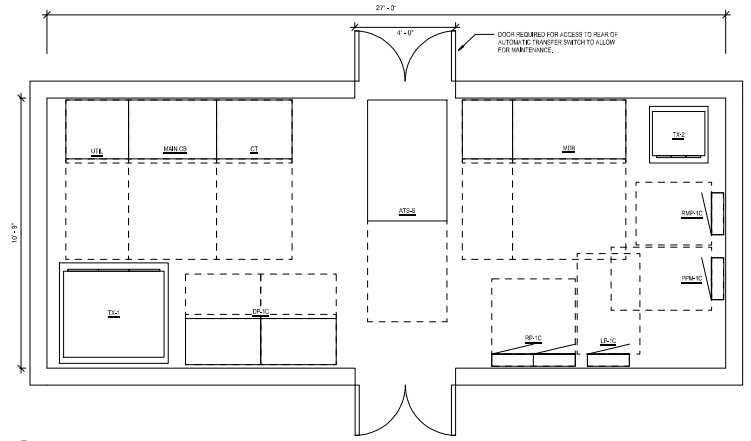 27' - 0"
4' - 0"
DOOR REQUIRED FOR ACCESS TO REAR OF
AUTOMATIC TRANSFER SWITCH TO ALLOW
FOR MAINTENANCE.
10' - 9"
UTIL
MAIN CB
CT
MDB
TX-2
ATS-S
RMP-1C
PPM-1C
TX-1
DP-1C
RP-1C
LP-1C